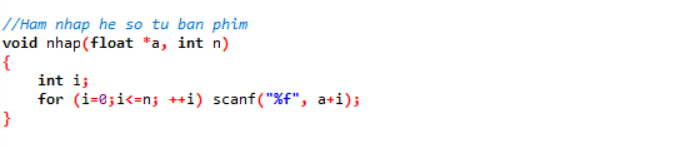 //Ham nhap he so tu ban phim
void nhap(float *a, int n)
{
    int i;
    for (i=0;i<=n; ++i) scanf("%f", a+i);
}